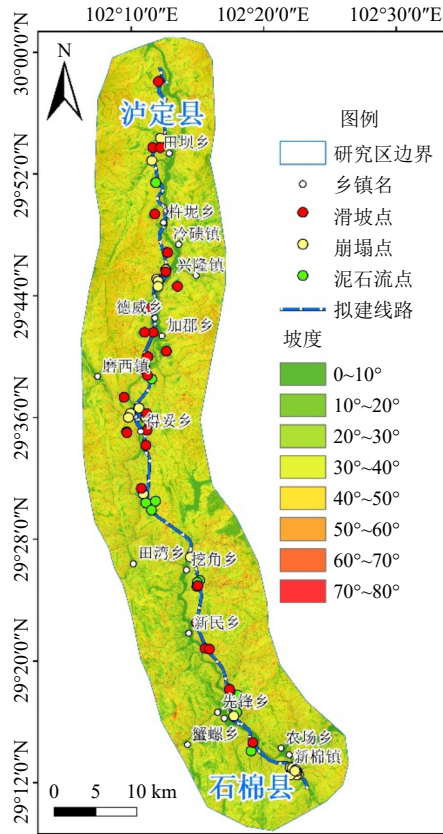 102°10′0″E
102°20′0″E
102°30′0″E
30°0′0″N
29°52′0″N
29°44′0″N
29°36′0″N
29°28′0″N
29°20′0″N
29°12′0″N
N
泸定县
田坝乡
杵坭乡
冷碛镇
兴隆镇
德威乡
加郡乡
磨西镇
得妥乡
田湾乡
挖角乡
新民乡
先锋乡
蟹螺乡
农场乡
新棉镇
石棉县
0 5 10 km
图例
研究区边界
乡镇名
滑坡点
崩塌点
泥石流点
拟建线路
坡度
0~10°
10°~20°
20°~30°
30°~40°
40°~50°
50°~60°
60°~70°
70°~80°